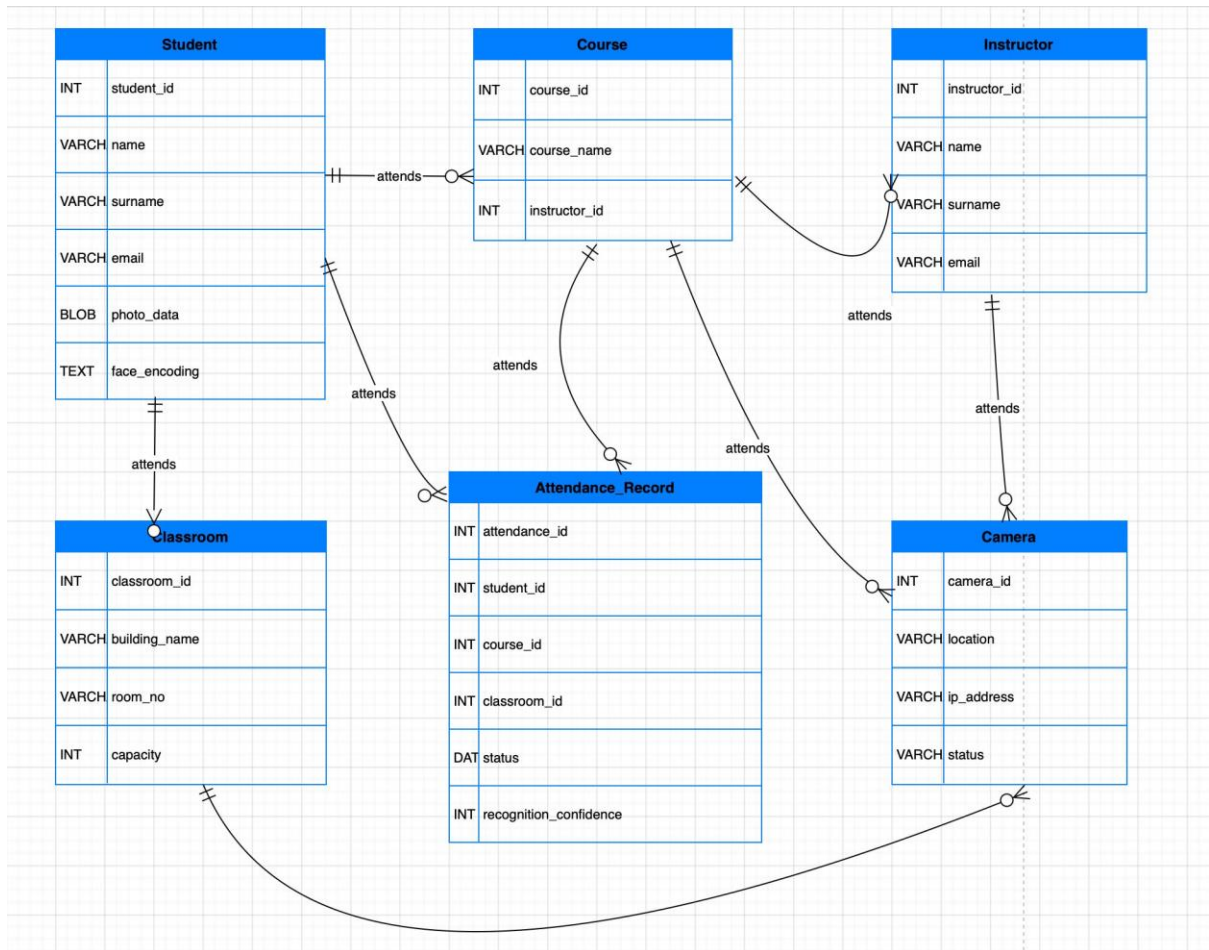 Student
INT student_id
VARCH name
VARCH surname
VARCH email
BLOB photo_data
TEXT face_encoding
Course
INT course_id
VARCH course_name
INT instructor_id
Instructor
INT instructor_id
VARCH name
VARCH surname
VARCH email
attends
attends
attends
attends
attends
attends
attends
Classroom
INT classroom_id
VARCH building_name
VARCH room_no
INT capacity
Attendance_Record
INT attendance_id
INT student_id
INT course_id
INT classroom_id
DAT status
INT recognition_confidence
Camera
INT camera_id
VARCH location
VARCH ip_address
VARCH status